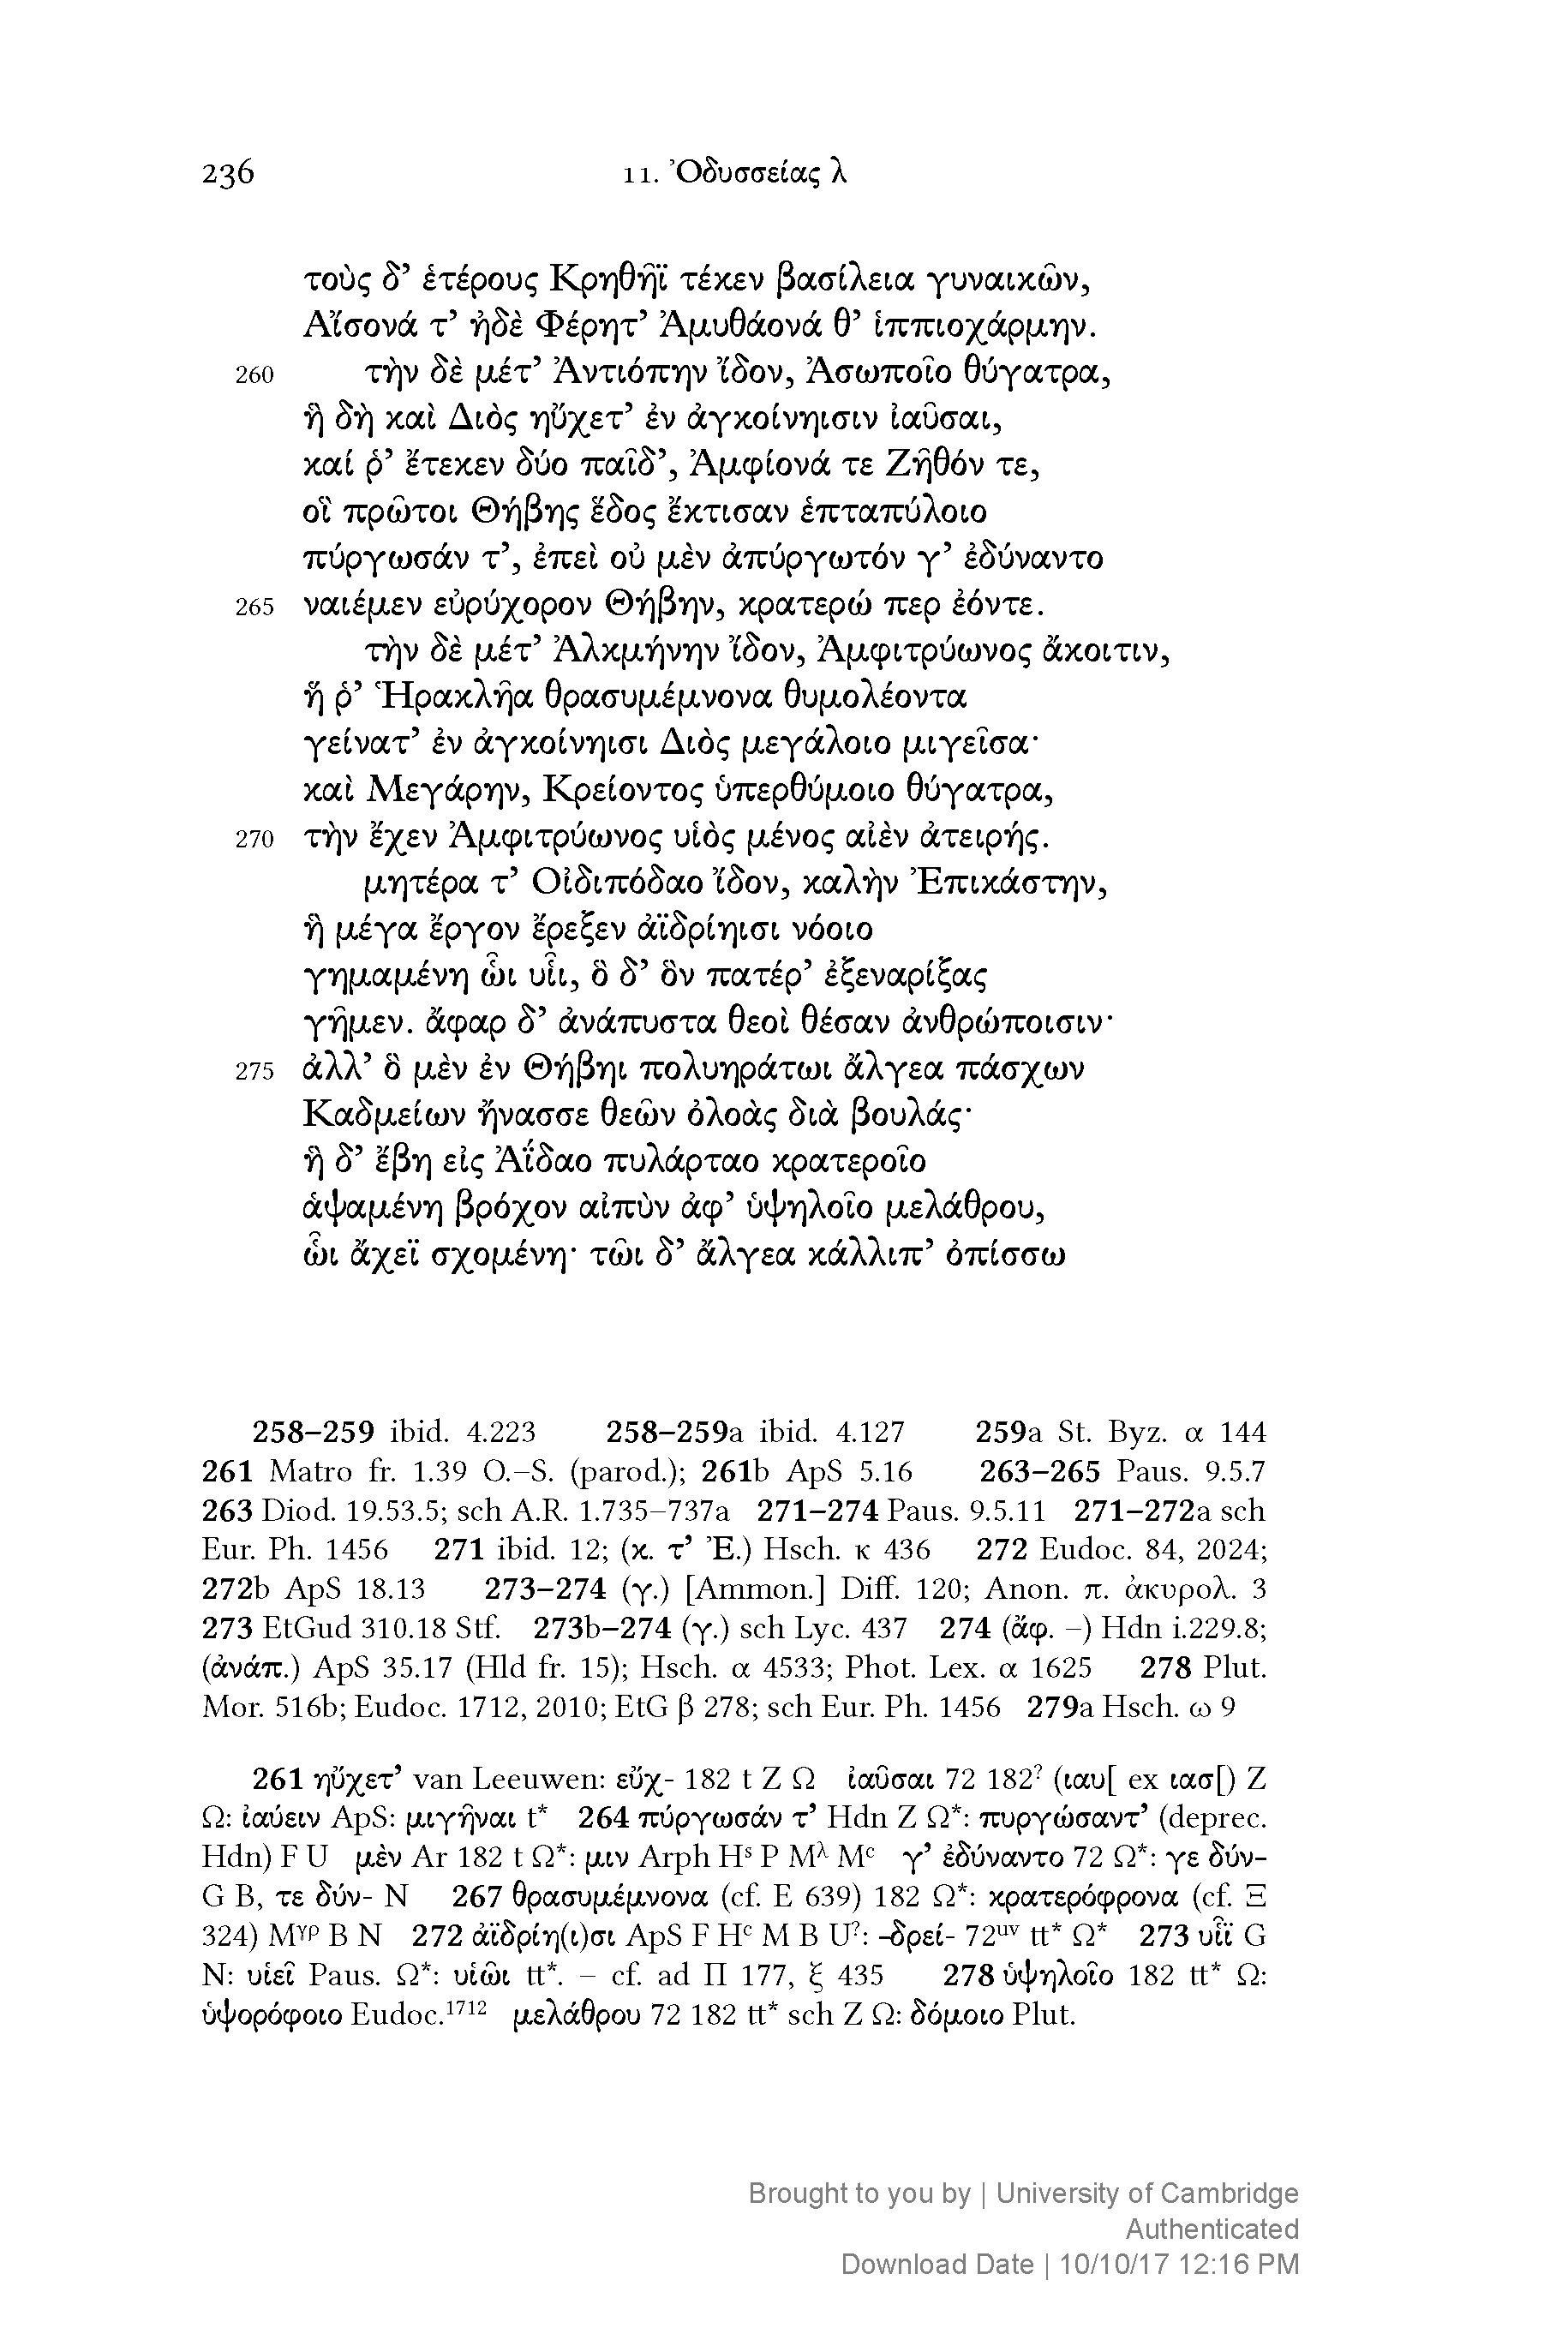 236 11. Ὀδυσσείας λ
τοὺς δ’ ἑτέρους Κρηθῆϊ τέκεν βασίλεια γυναικῶν,
Αἴσονά τ’ ἠδὲ Φέρητ’ Ἀμυθάονά θ’ ἱππιοχάρμην.
260 τὴν δὲ μέτ’ Ἀντιόπην ἴδον, Ἀσωποῖο θύγατρα,
ἣ δὴ καὶ Διὸς ηὔχετ’ ἐν ἀγκοίνηισιν ἰαῦσαι,
καί ῥ’ ἔτεκεν δύο παῖδ’, Ἀμφίονά τε Ζῆθόν τε,
οἳ πρῶτοι Θήβης ἕδος ἔκτισαν ἑπταπύλοιο
πύργωσάν τ’, ἐπεὶ οὐ μὲν ἀπύργωτόν γ’ ἐδύναντο
265 ναιέμεν εὐρύχορον Θήβην, κρατερώ περ ἐόντε.
τὴν δὲ μέτ’ Ἀλκμήνην ἴδον, Ἀμφιτρύωνος ἄκοιτιν,
ἥ ῥ’ Ἡρακλῆα θρασυμέμνονα θυμολέοντα
γείνατ’ ἐν ἀγκοίνηισι Διὸς μεγάλοιο μιγεῖσα·
καὶ Μεγάρην, Κρείοντος ὑπερθύμοιο θύγατρα,
270 τὴν ἔχεν Ἀμφιτρύωνος υἱὸς μένος αἰὲν ἀτειρής.
μητέρα τ’ Οἰδιπόδαο ἴδον, καλὴν Ἐπικάστην,
ἣ μέγα ἔργον ἔρεξεν ἀϊδρίηισι νόοιο
γημαμένη ὧι υἷι, ὃ δ’ ὃν πατέρ’ ἐξεναρίξας
γῆμεν. ἄφαρ δ’ ἀνάπυστα θεοὶ θέσαν ἀνθρώποισιν·
275 ἀλλ’ ὃ μὲν ἐν Θήβηι πολυηράτωι ἄλγεα πάσχων
Καδμείων ἤνασσε θεῶν ὀλοὰς διὰ βουλάς·
ἣ δ’ ἔβη εἰς Ἀΐδαο πυλάρταο κρατεροῖο
ἁψαμένη βρόχον αἰπὺν ἀφ’ ὑψηλοῖο μελάθρου,
ὧι ἄχεϊ σχομένη· τῶι δ’ ἄλγεα κάλλιπ’ ὀπίσσω
258–259 ibid. 4.223 258–259a ibid. 4.127 259a St. Byz. α 144
261 Matro fr. 1.39 O.–S. (parod.); 261b ApS 5.16 263–265 Paus. 9.5.7
263 Diod. 19.53.5; sch A.R. 1.735–737a 271–274 Paus. 9.5.11 271–272a sch
Eur. Ph. 1456 271 ibid. 12; (κ. τ’ Ἐ.) Hsch. κ 436 272 Eudoc. 84, 2024;
272b ApS 18.13 273–274 (γ.) [Ammon.] Diff. 120; Anon. π. ἀκυρολ. 3
273 EtGud 310.18 Stf. 273b–274 (γ.) sch Lyc. 437 274 (ἄφ. –) Hdn i.229.8;
(ἀνάπ.) ApS 35.17 (Hld fr. 15); Hsch. α 4533; Phot. Lex. α 1625 278 Plut.
Mor. 516b; Eudoc. 1712, 2010; EtG β 278; sch Eur. Ph. 1456 279a Hsch. ω 9
261 ηὔχετ’ van Leeuwen: εὔχ- 182 t Z Ω ἰαῦσαι 72 182? (ιαυ[ ex ιασ[) Z
Ω: ἰαύειν ApS: μιγῆναι t* 264 πύργωσάν τ’ Hdn Z Ω*: πυργώσαντ’ (deprec.
Hdn) F U μὲν Ar 182 t Ω*: μιν Arph Hˢ P Mλ Mᶜ γ’ ἐδύναντο 72 Ω*: γε δύν-
G B, τε δύν- N 267 θρασυμέμνονα (cf. Ε 639) 182 Ω*: κρατερόφρονα (cf. Ξ
324) Mγρ B N 272 ἀϊδρίη(ι)σι ApS F Hᶜ M B U?: -δρεί- 72ᵘᵛ tt* Ω* 273 υἷϊ G
N: υἱεῖ Paus. Ω*: υἱῶι tt*. – cf. ad Π 177, ξ 435 278 ὑψηλοῖο 182 tt* Ω:
ὑψορόφοιο Eudoc.¹⁷¹² μελάθρου 72 182 tt* sch Z Ω: δόμοιο Plut.
Brought to you by | University of Cambridge
Authenticated
Download Date | 10/10/17 12:16 PM